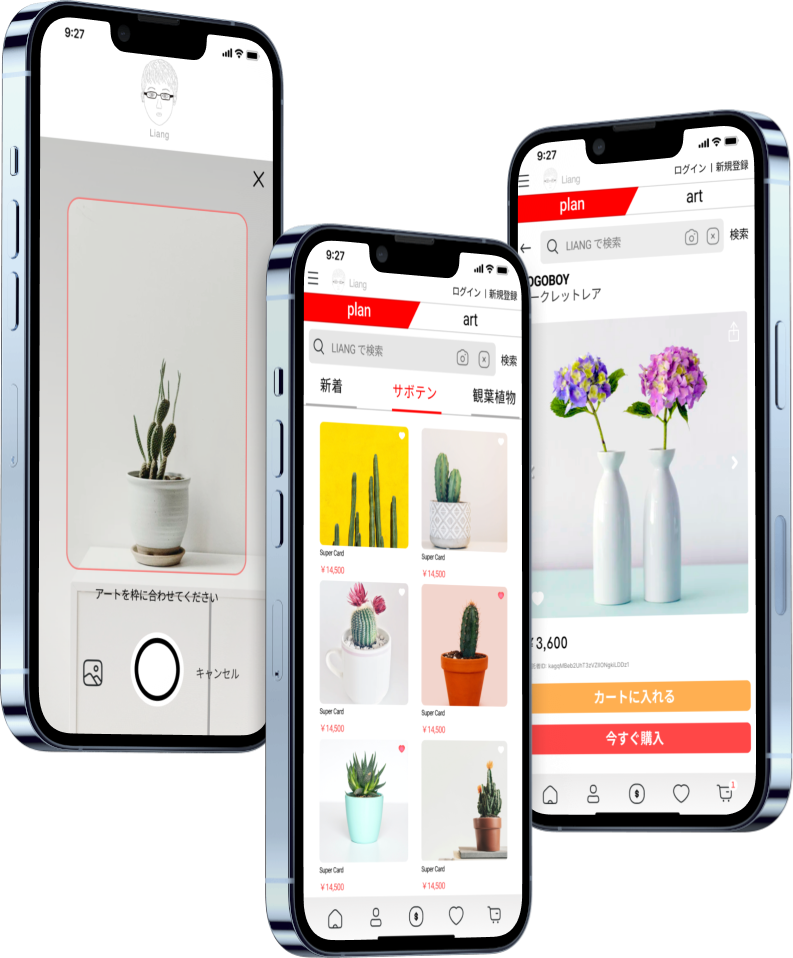 9:27
Liang
アートを枠に合わせてください
キャンセル
9:27
Liang
ログイン | 新規登録
plan
art
LIANG で検索
検索
新着
サボテン
観葉植物
Super Card
¥14,500
Super Card
¥14,500
Super Card
¥14,500
Super Card
¥14,500
Super Card
¥14,500
Super Card
¥14,500
9:27
Liang
ログイン | 新規登録
plan
art
LIANG で検索
検索
OGOBOY
ークレットレア
3,600
カートに入れる
今すぐ購入
1